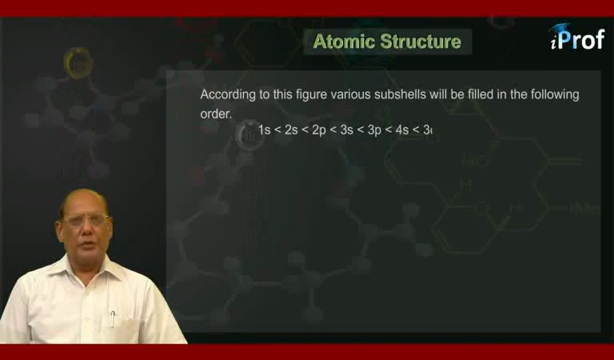 Atomic Structure
iProf
According to this figure various subshells will be filled in the following
order.
1s < 2s < 2p < 3s < 3p < 4s < 3